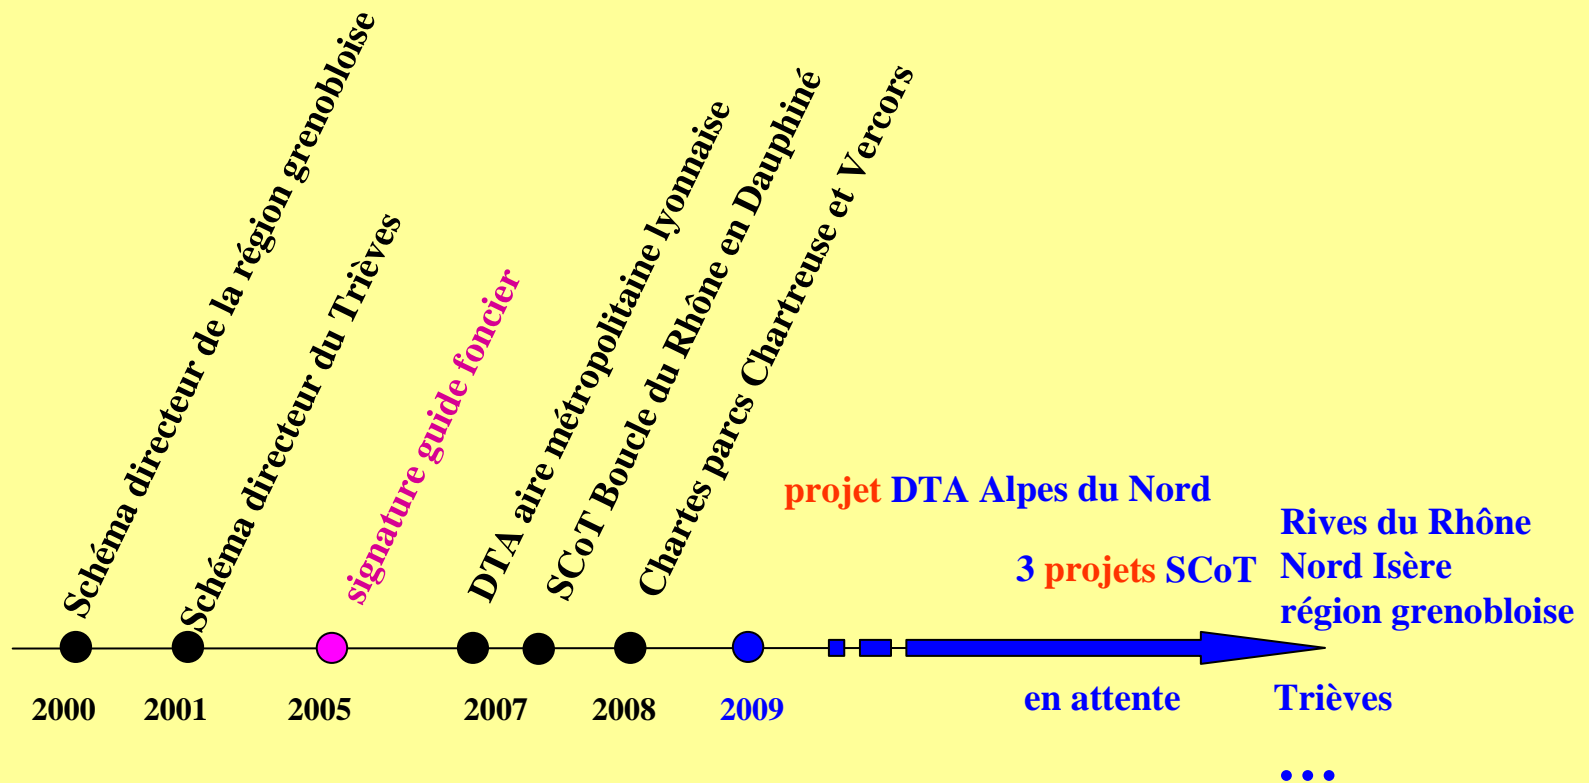 Schéma directeur de la région grenobloise
Schéma directeur du Trièves
signature guide foncier
DTA aire métropolitaine lyonnaise
SCoT Boucle du Rhône en Dauphiné
Chartes parcs Chartreuse et Vercors
projet DTA Alpes du Nord
3 projets SCoT
Rives du Rhône
Nord Isère
région grenobloise
2000
2001
2005
2007
2008
2009
en attente
Trièves
...